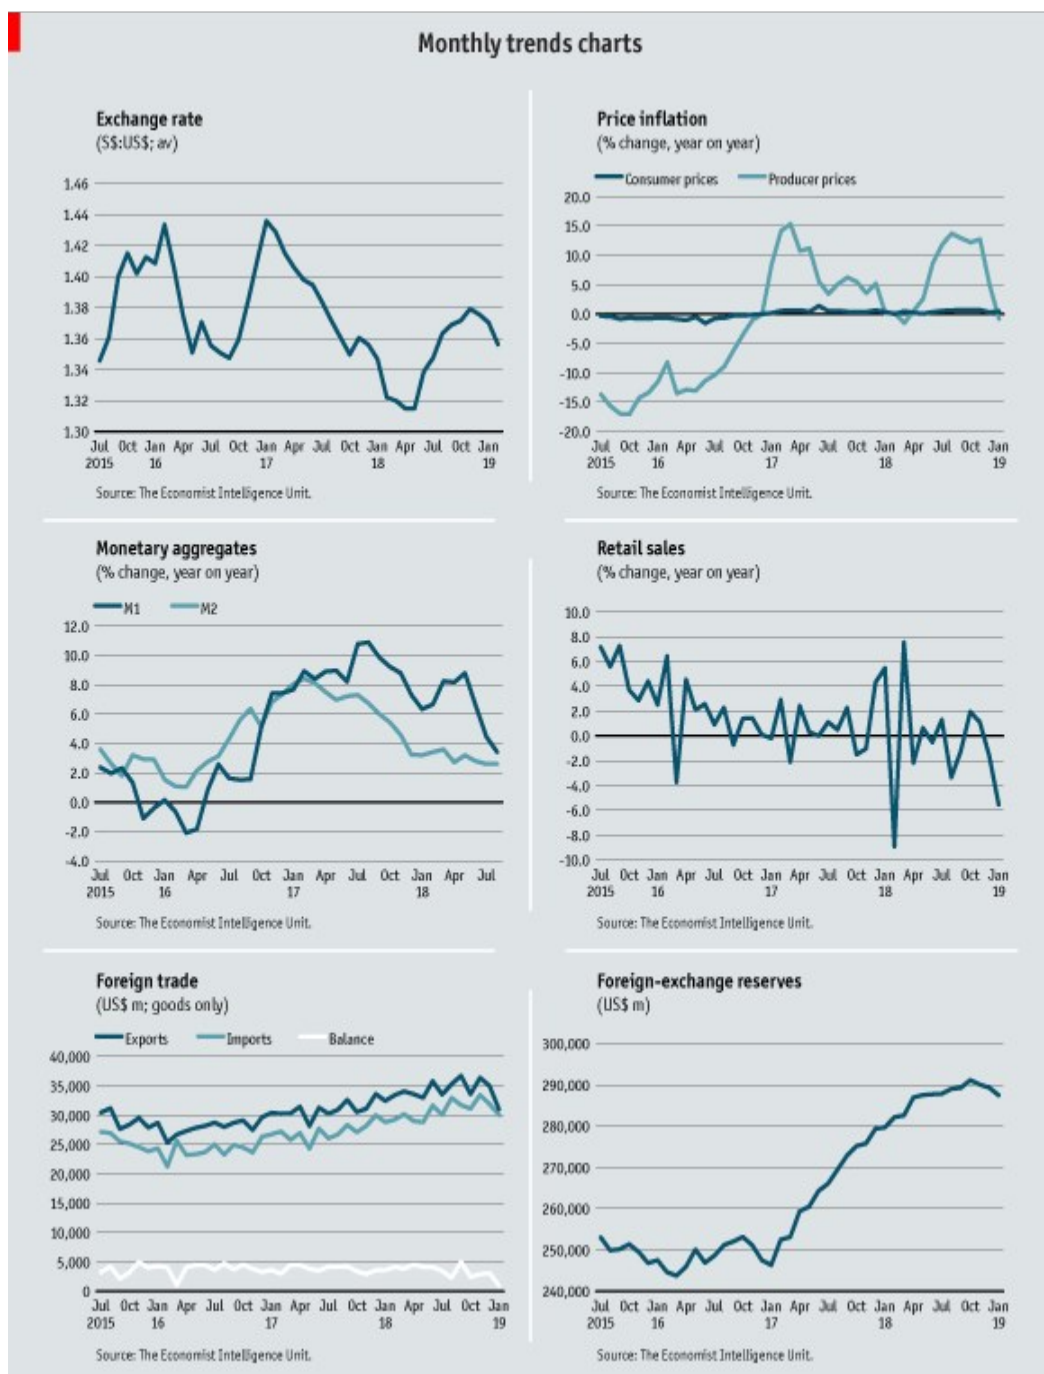 Monthly trends charts
Exchange rate
(S$:US$; av)
1.46
1.44
1.42
1.40
1.38
1.36
1.34
1.32
1.30
Jul Oct Jan Apr Jul Oct Jan Apr Jul Oct Jan Apr Jul Oct Jan
2015 16 17 18 19
Source: The Economist Intelligence Unit.
Price inflation
(% change, year on year)
Consumer prices Producer prices
20.0
15.0
10.0
5.0
0.0
-5.0
-10.0
-15.0
-20.0
Jul Oct Jan Apr Jul Oct Jan Apr Jul Oct Jan Apr Jul Oct Jan
2015 16 17 18 19
Source: The Economist Intelligence Unit.
Monetary aggregates
(% change, year on year)
M1 M2
12.0
10.0
8.0
6.0
4.0
2.0
0.0
-2.0
-4.0
Jul Oct Jan Apr Jul Oct Jan Apr Jul Oct Jan Apr Jul
2015 16 17 18
Source: The Economist Intelligence Unit.
Retail sales
(% change, year on year)
10.0
8.0
6.0
4.0
2.0
0.0
-2.0
-4.0
-6.0
-8.0
-10.0
Jul Oct Jan Apr Jul Oct Jan Apr Jul Oct Jan Apr Jul Oct Jan
2015 16 17 18 19
Source: The Economist Intelligence Unit.
Foreign trade
(US$ m; goods only)
Exports Imports Balance
40,000
35,000
30,000
25,000
20,000
15,000
10,000
5,000
0
Jul Oct Jan Apr Jul Oct Jan Apr Jul Oct Jan Apr Jul Oct Jan
2015 16 17 18 19
Source: The Economist Intelligence Unit.
Foreign-exchange reserves
(US$ m)
300,000
290,000
280,000
270,000
260,000
250,000
240,000
Jul Oct Jan Apr Jul Oct Jan Apr Jul Oct Jan Apr Jul Oct Jan
2015 16 17 18 19
Source: The Economist Intelligence Unit.